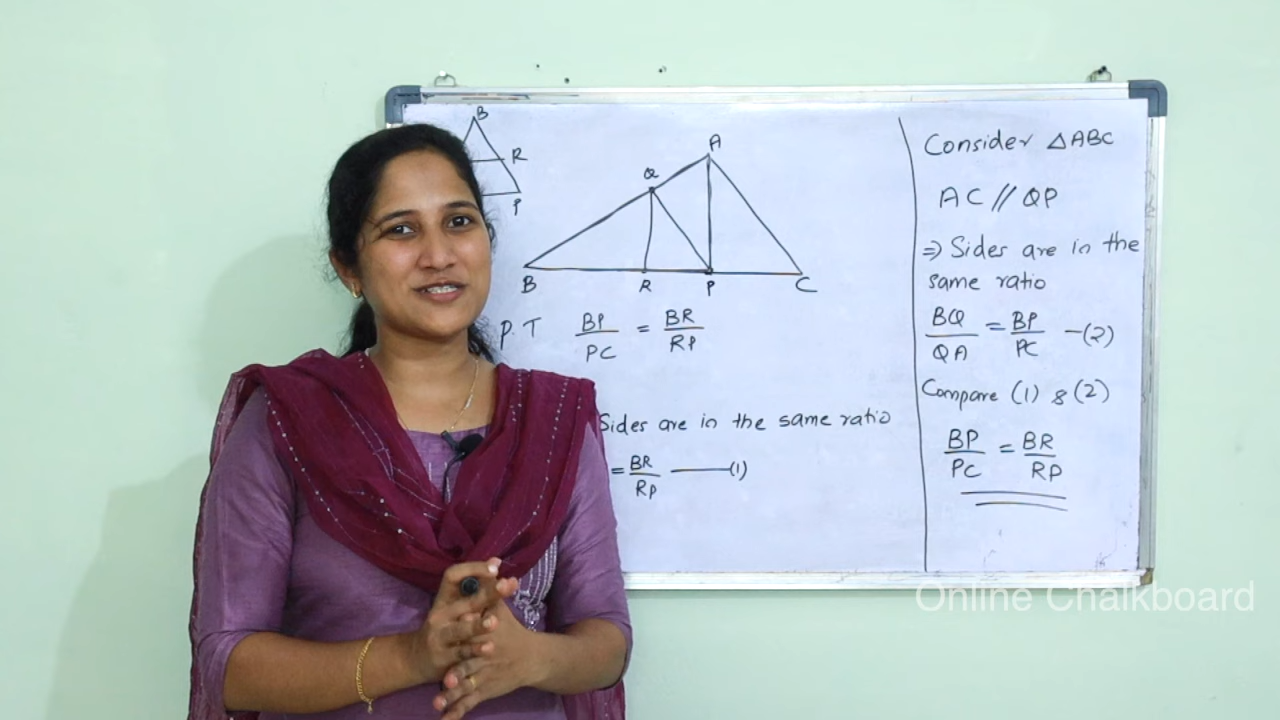 B
R
P
A
Q
B R P C
P.T BP/PC = BR/RP
Sides are in the same ratio
= BR/RP —(1)
Consider △ABC
AC // QP
⇒ Sides are in the
same ratio
BQ/QA = BP/PC —(2)
Compare (1) & (2)
BP/PC = BR/RP
Online Chalkboard